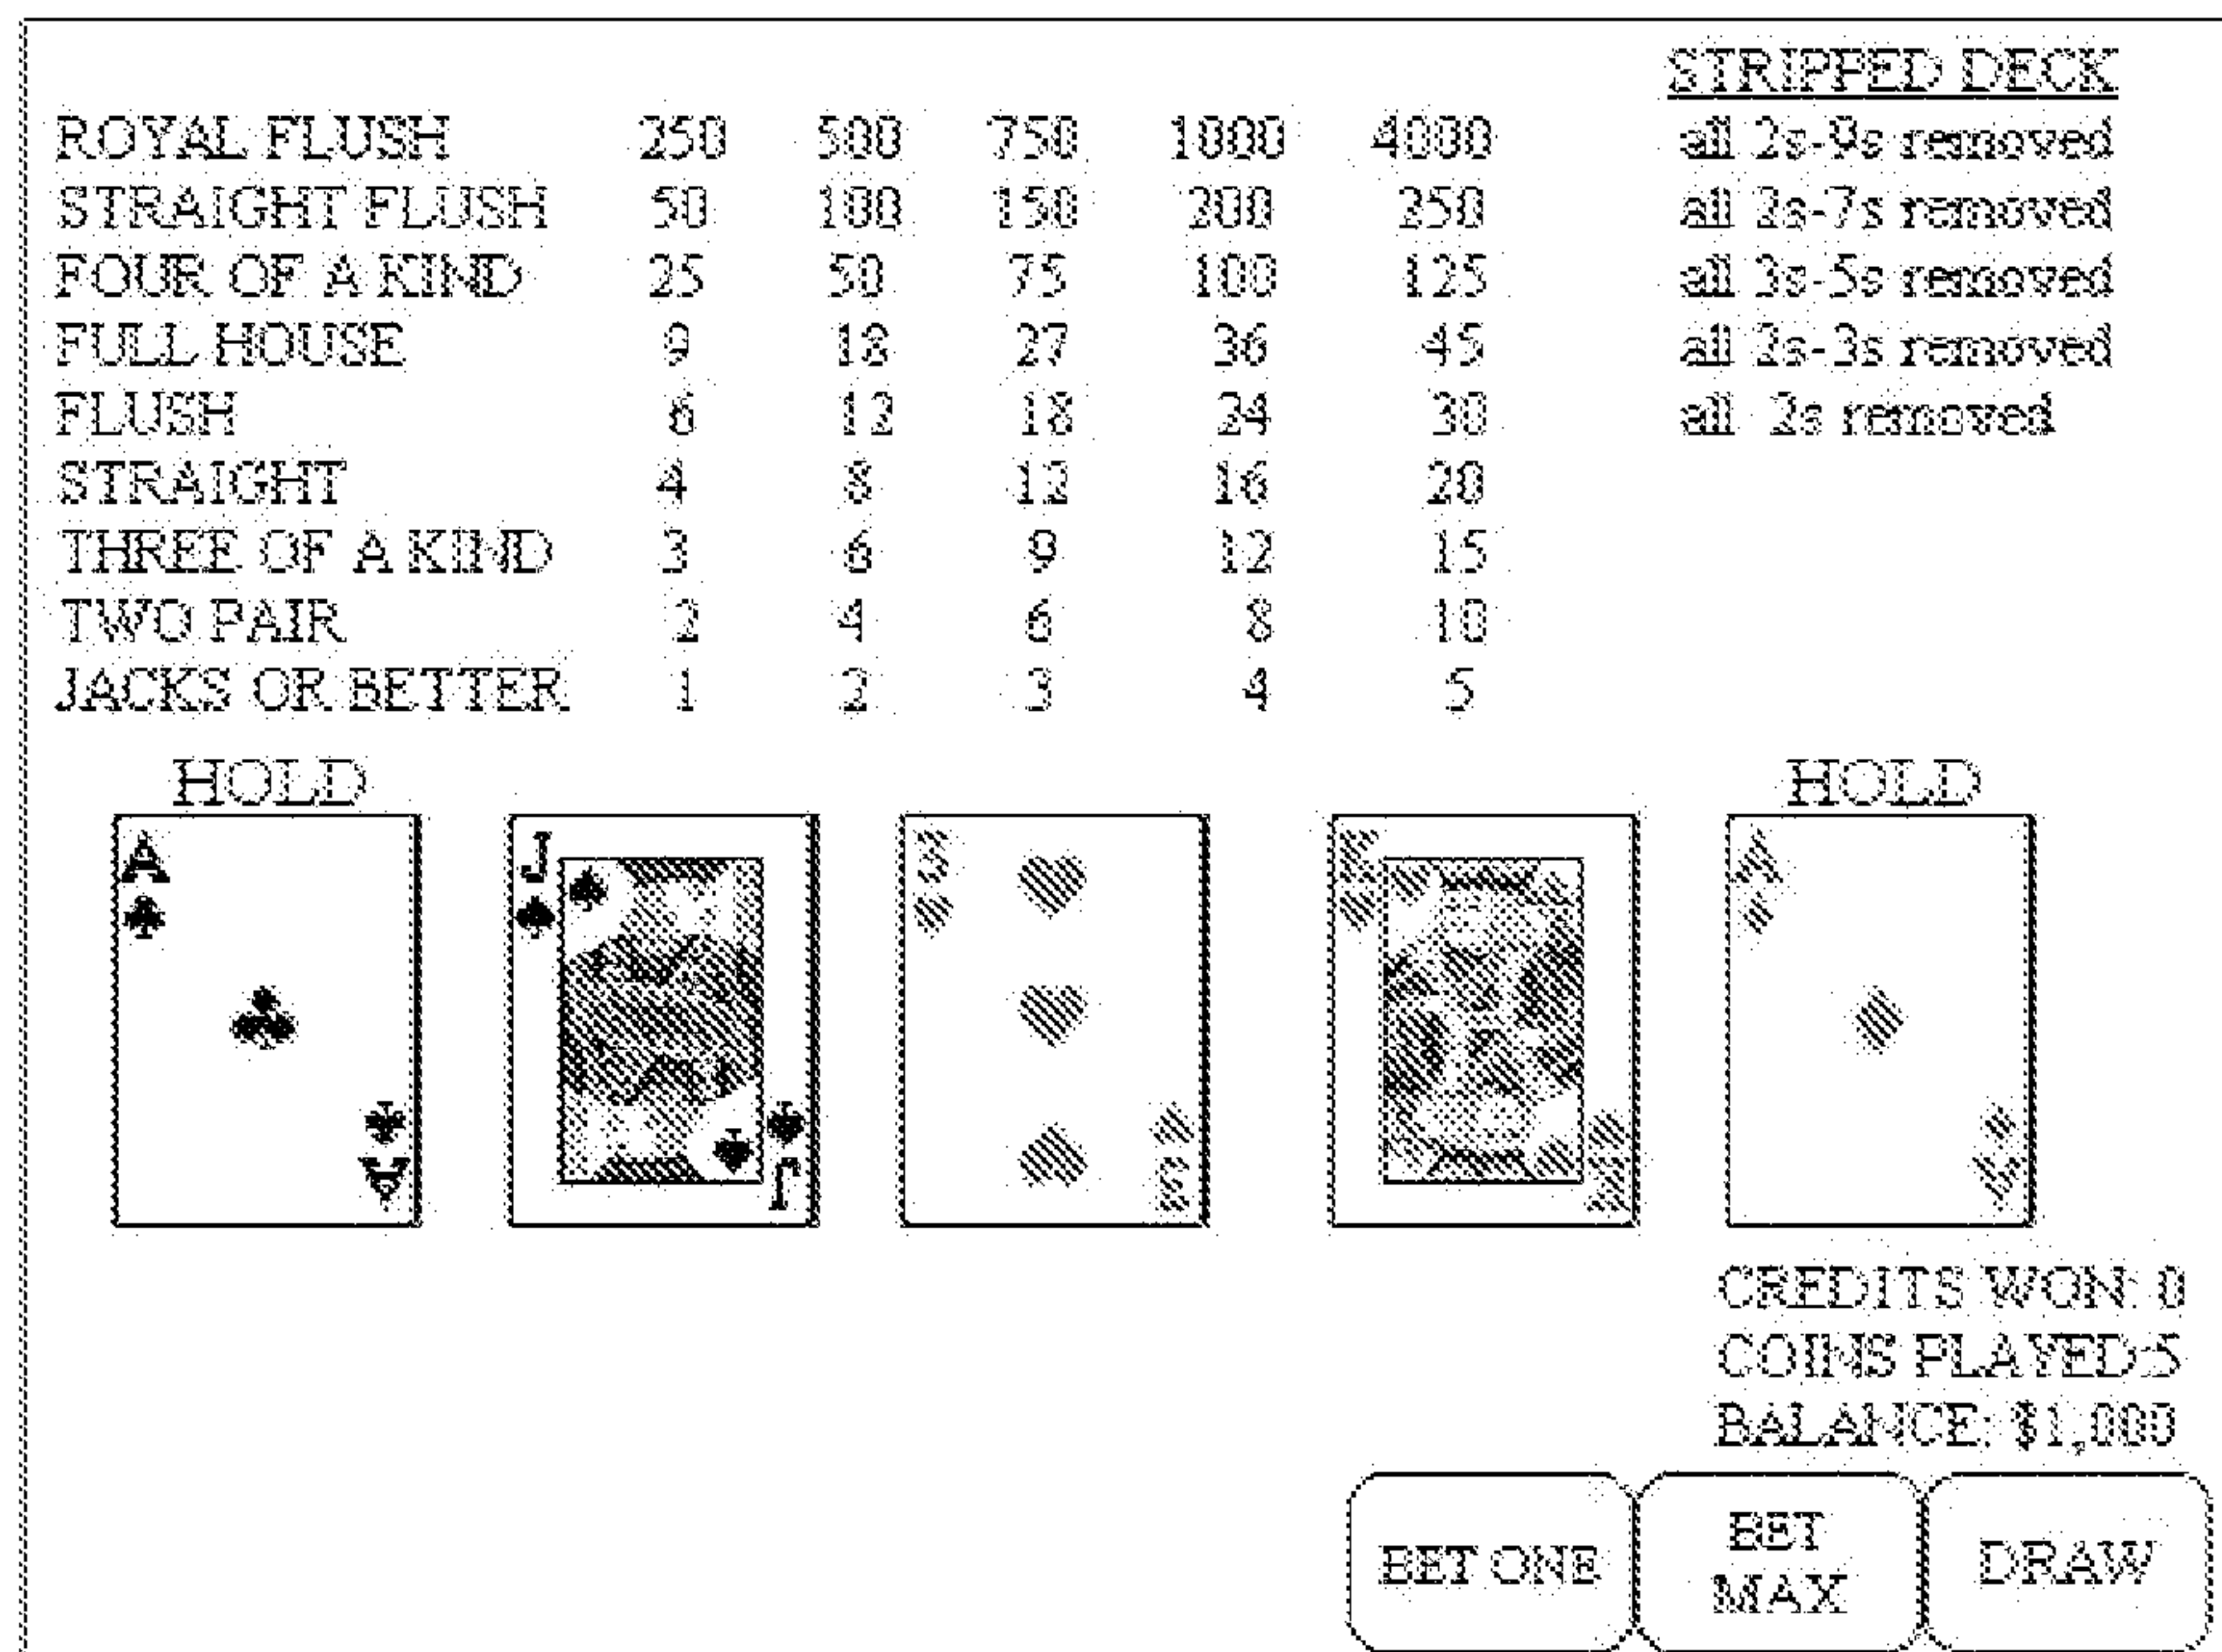 STRIPPED DECK
ROYAL FLUSH 250 500 750 1000 4000 all 2s-9s removed
STRAIGHT FLUSH 50 100 150 200 250 all 2s-7s removed
FOUR OF A KIND 25 50 75 100 125 all 3s-5s removed
FULL HOUSE 9 18 27 36 45 all 2s-3s removed
FLUSH 6 12 18 24 30 all 2s removed
STRAIGHT 4 8 12 16 20
THREE OF A KIND 3 6 9 12 15
TWO PAIR 2 4 6 8 10
JACKS OR BETTER 1 2 3 4 5
HOLD HOLD
A J 3 K A
A J 3 K A
CREDITS WON: 0
COINS PLAYED:5
BALANCE: $1,000
BET ONE BET MAX DRAW